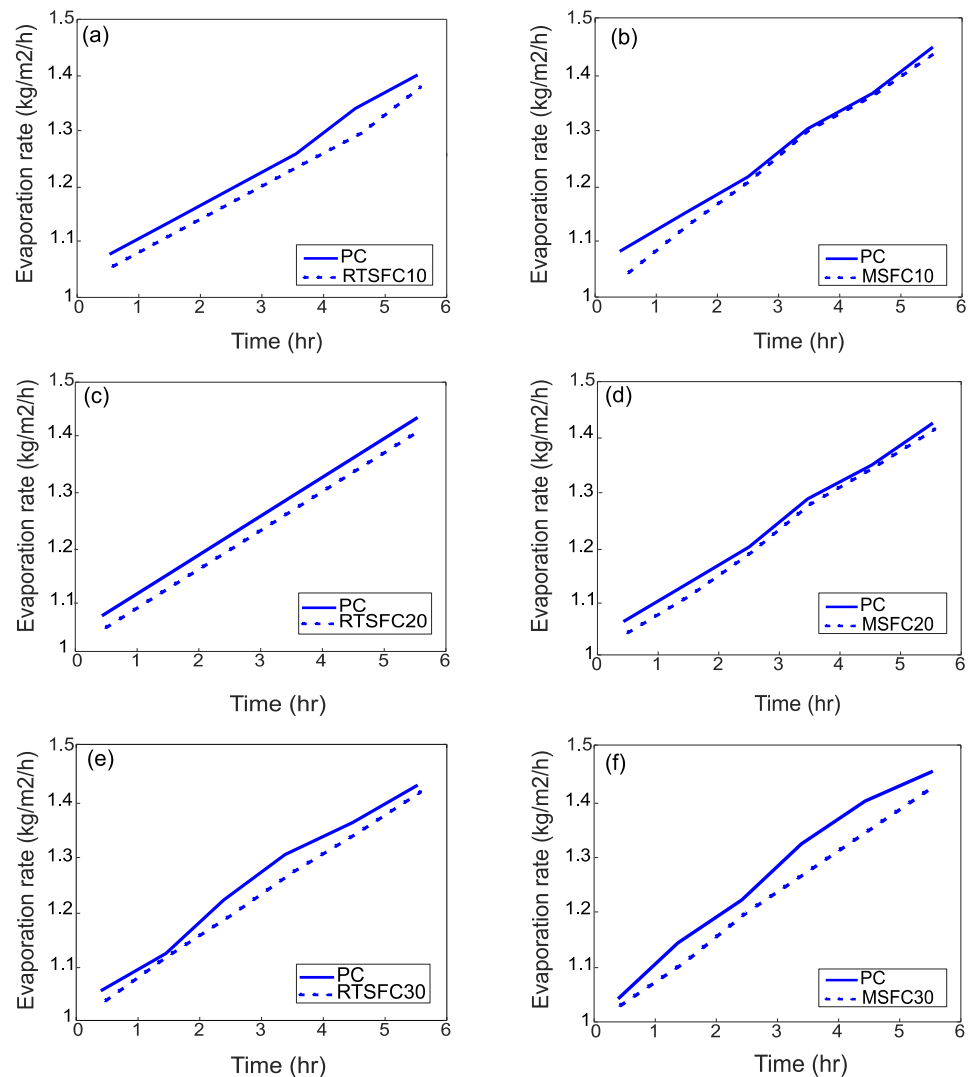 (a)
1.5
1.4
1.3
1.2
1.1
1
Evaporation rate (kg/m2/h)
PC
RTSFC10
0 1 2 3 4 5 6
Time (hr)
(b)
1.5
1.4
1.3
1.2
1.1
1
Evaporation rate (kg/m2/h)
PC
MSFC10
0 1 2 3 4 5 6
Time (hr)
(c)
1.5
1.4
1.3
1.2
1.1
1
Evaporation rate (kg/m2/h)
PC
RTSFC20
0 1 2 3 4 5 6
Time (hr)
(d)
1.5
1.4
1.3
1.2
1.1
1
Evaporation rate (kg/m2/h)
PC
MSFC20
0 1 2 3 4 5 6
Time (hr)
(e)
1.5
1.4
1.3
1.2
1.1
1
Evaporation rate (kg/m2/h)
PC
RTSFC30
0 1 2 3 4 5 6
Time (hr)
(f)
1.5
1.4
1.3
1.2
1.1
1
Evaporation rate (kg/m2/h)
PC
MSFC30
0 1 2 3 4 5 6
Time (hr)